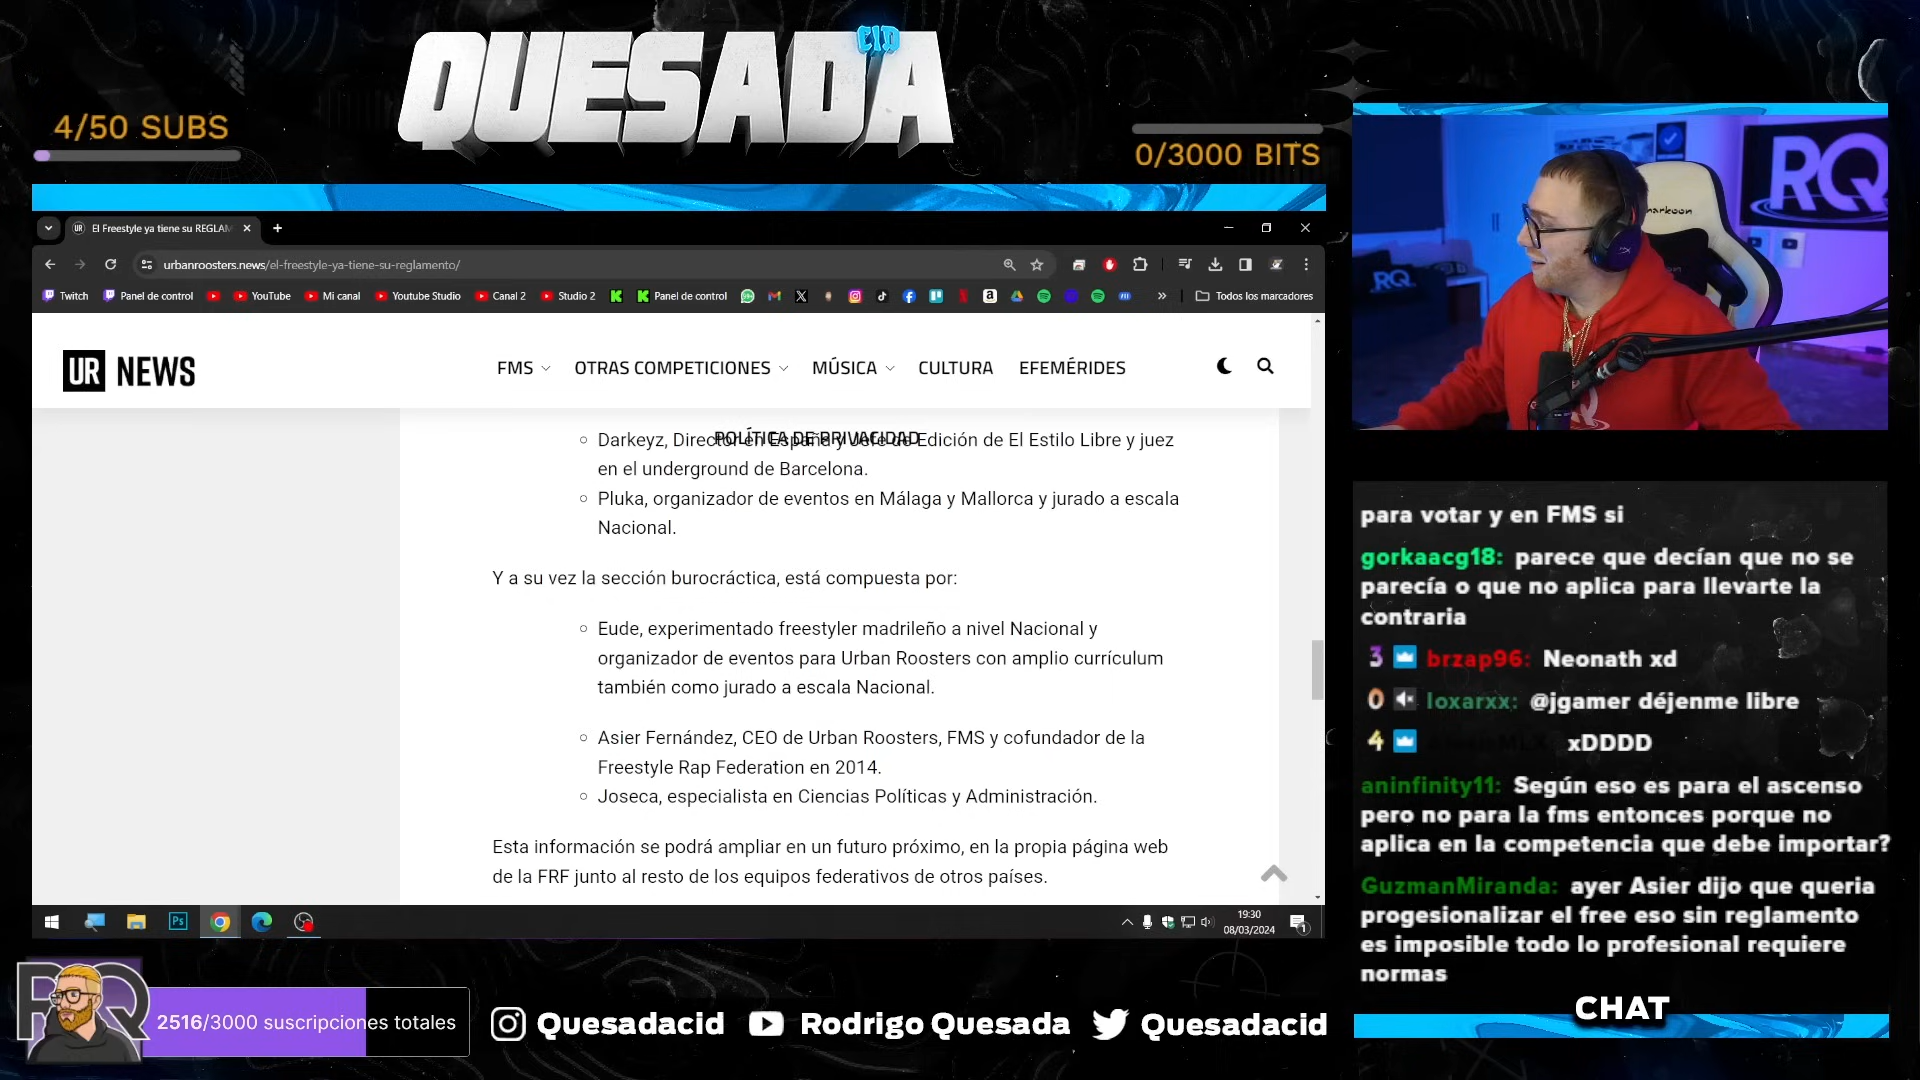 QUESADA
CID
4/50 SUBS
0/3000 BITS
El Freestyle ya tiene su REGLAM
urbanroosters.news/el-freestyle-ya-tiene-su-reglamento/
Twitch Panel de control YouTube Mi canal Youtube Studio Canal 2 Studio 2 Panel de control Todos los marcadores
UR NEWS
FMS OTRAS COMPETICIONES MÚSICA CULTURA EFEMÉRIDES
POLÍTICA DE PRIVACIDAD
Darkeyz, Director en España y Jefe de Edición de El Estilo Libre y juez
en el underground de Barcelona.
Pluka, organizador de eventos en Málaga y Mallorca y jurado a escala
Nacional.
Y a su vez la sección burocráctica, está compuesta por:
Eude, experimentado freestyler madrileño a nivel Nacional y
organizador de eventos para Urban Roosters con amplio currículum
también como jurado a escala Nacional.
Asier Fernández, CEO de Urban Roosters, FMS y cofundador de la
Freestyle Rap Federation en 2014.
Joseca, especialista en Ciencias Políticas y Administración.
Esta información se podrá ampliar en un futuro próximo, en la propia página web
de la FRF junto al resto de los equipos federativos de otros países.
19:30
08/03/2024
RQ
RQ
para votar y en FMS si
gorkaacg18: parece que decían que no se
parecía o que no aplica para llevarte la
contraria
3 brzap96: Neonath xd
0 loxarxx: @jgamer déjenme libre
4 xDDDD
aninfinity11: Según eso es para el ascenso
pero no para la fms entonces porque no
aplica en la competencia que debe importar?
GuzmanMiranda: ayer Asier dijo que queria
progesionalizar el free eso sin reglamento
es imposible todo lo profesional requiere
normas
CHAT
RQ
2516/3000 suscripciones totales
Quesadacid
Rodrigo Quesada
Quesadacid